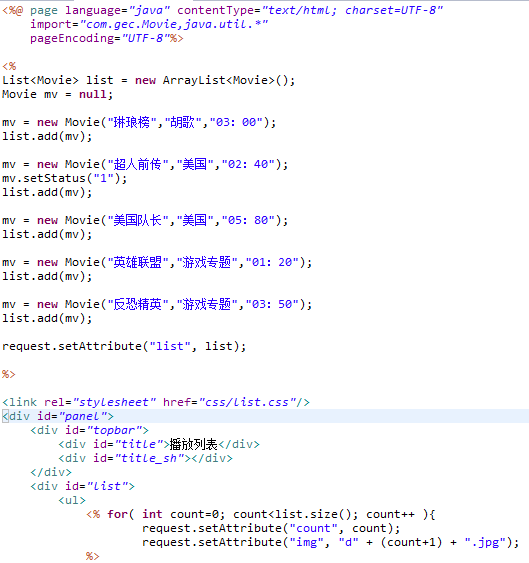 <%@ page language="java" contentType="text/html; charset=UTF-8"
    import="com.gec.Movie,java.util.*"
    pageEncoding="UTF-8"%>
<%
List<Movie> list = new ArrayList<Movie>();
Movie mv = null;
mv = new Movie("琳琅榜","胡歌","03：00");
list.add(mv);
mv = new Movie("超人前传","美国","02：40");
mv.setStatus("1");
list.add(mv);
mv = new Movie("美国队长","美国","05：80");
list.add(mv);
mv = new Movie("英雄联盟","游戏专题","01：20");
list.add(mv);
mv = new Movie("反恐精英","游戏专题","03：50");
list.add(mv);
request.setAttribute("list", list);
%>
<link rel="stylesheet" href="css/list.css"/>
<div id="panel">
    <div id="topbar">
        <div id="title">播放列表</div>
        <div id="title_sh"></div>
    </div>
    <div id="list">
        <ul>
            <% for( int count=0; count<list.size(); count++ ){
                    request.setAttribute("count", count);
                    request.setAttribute("img", "d" + (count+1) + ".jpg");
            %>